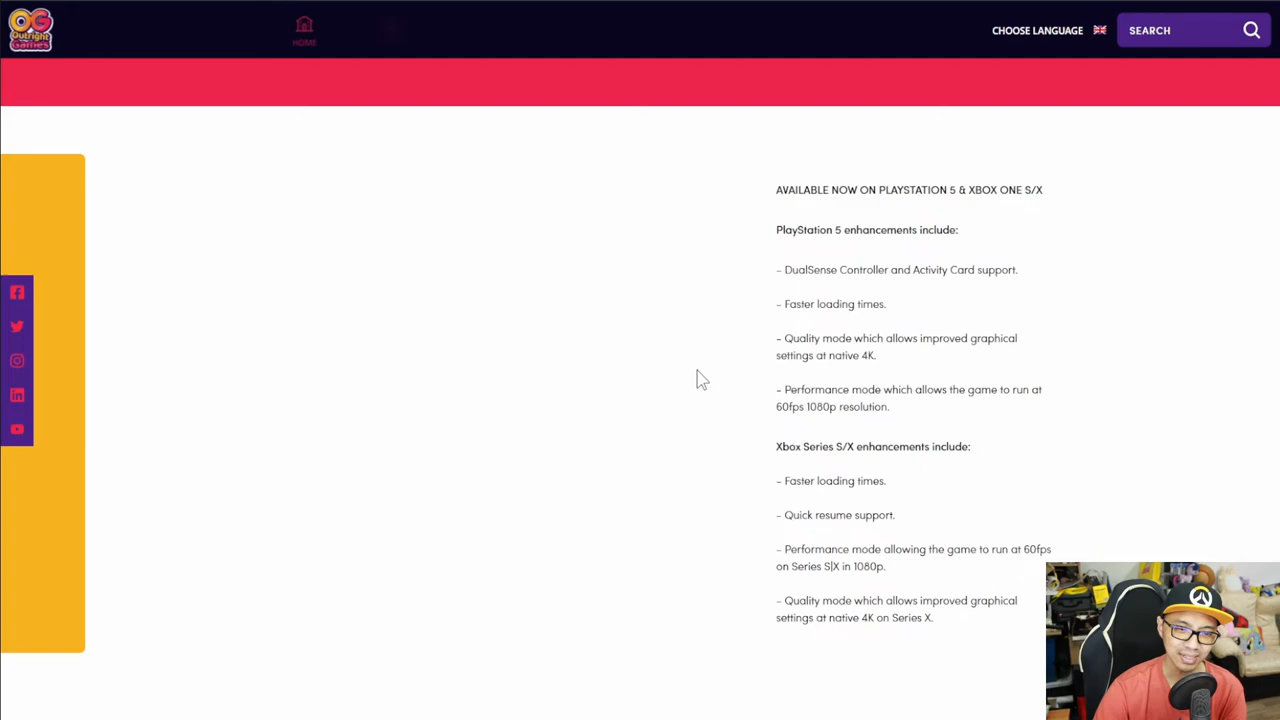 OG
Outright
Games
HOME
CHOOSE LANGUAGE
SEARCH
AVAILABLE NOW ON PLAYSTATION 5 & XBOX ONE S/X
PlayStation 5 enhancements include:
- DualSense Controller and Activity Card support.
- Faster loading times.
- Quality mode which allows improved graphical
settings at native 4K.
- Performance mode which allows the game to run at
60fps 1080p resolution.
Xbox Series S/X enhancements include:
- Faster loading times.
- Quick resume support.
- Performance mode allowing the game to run at 60fps
on Series S|X in 1080p.
- Quality mode which allows improved graphical
settings at native 4K on Series X.